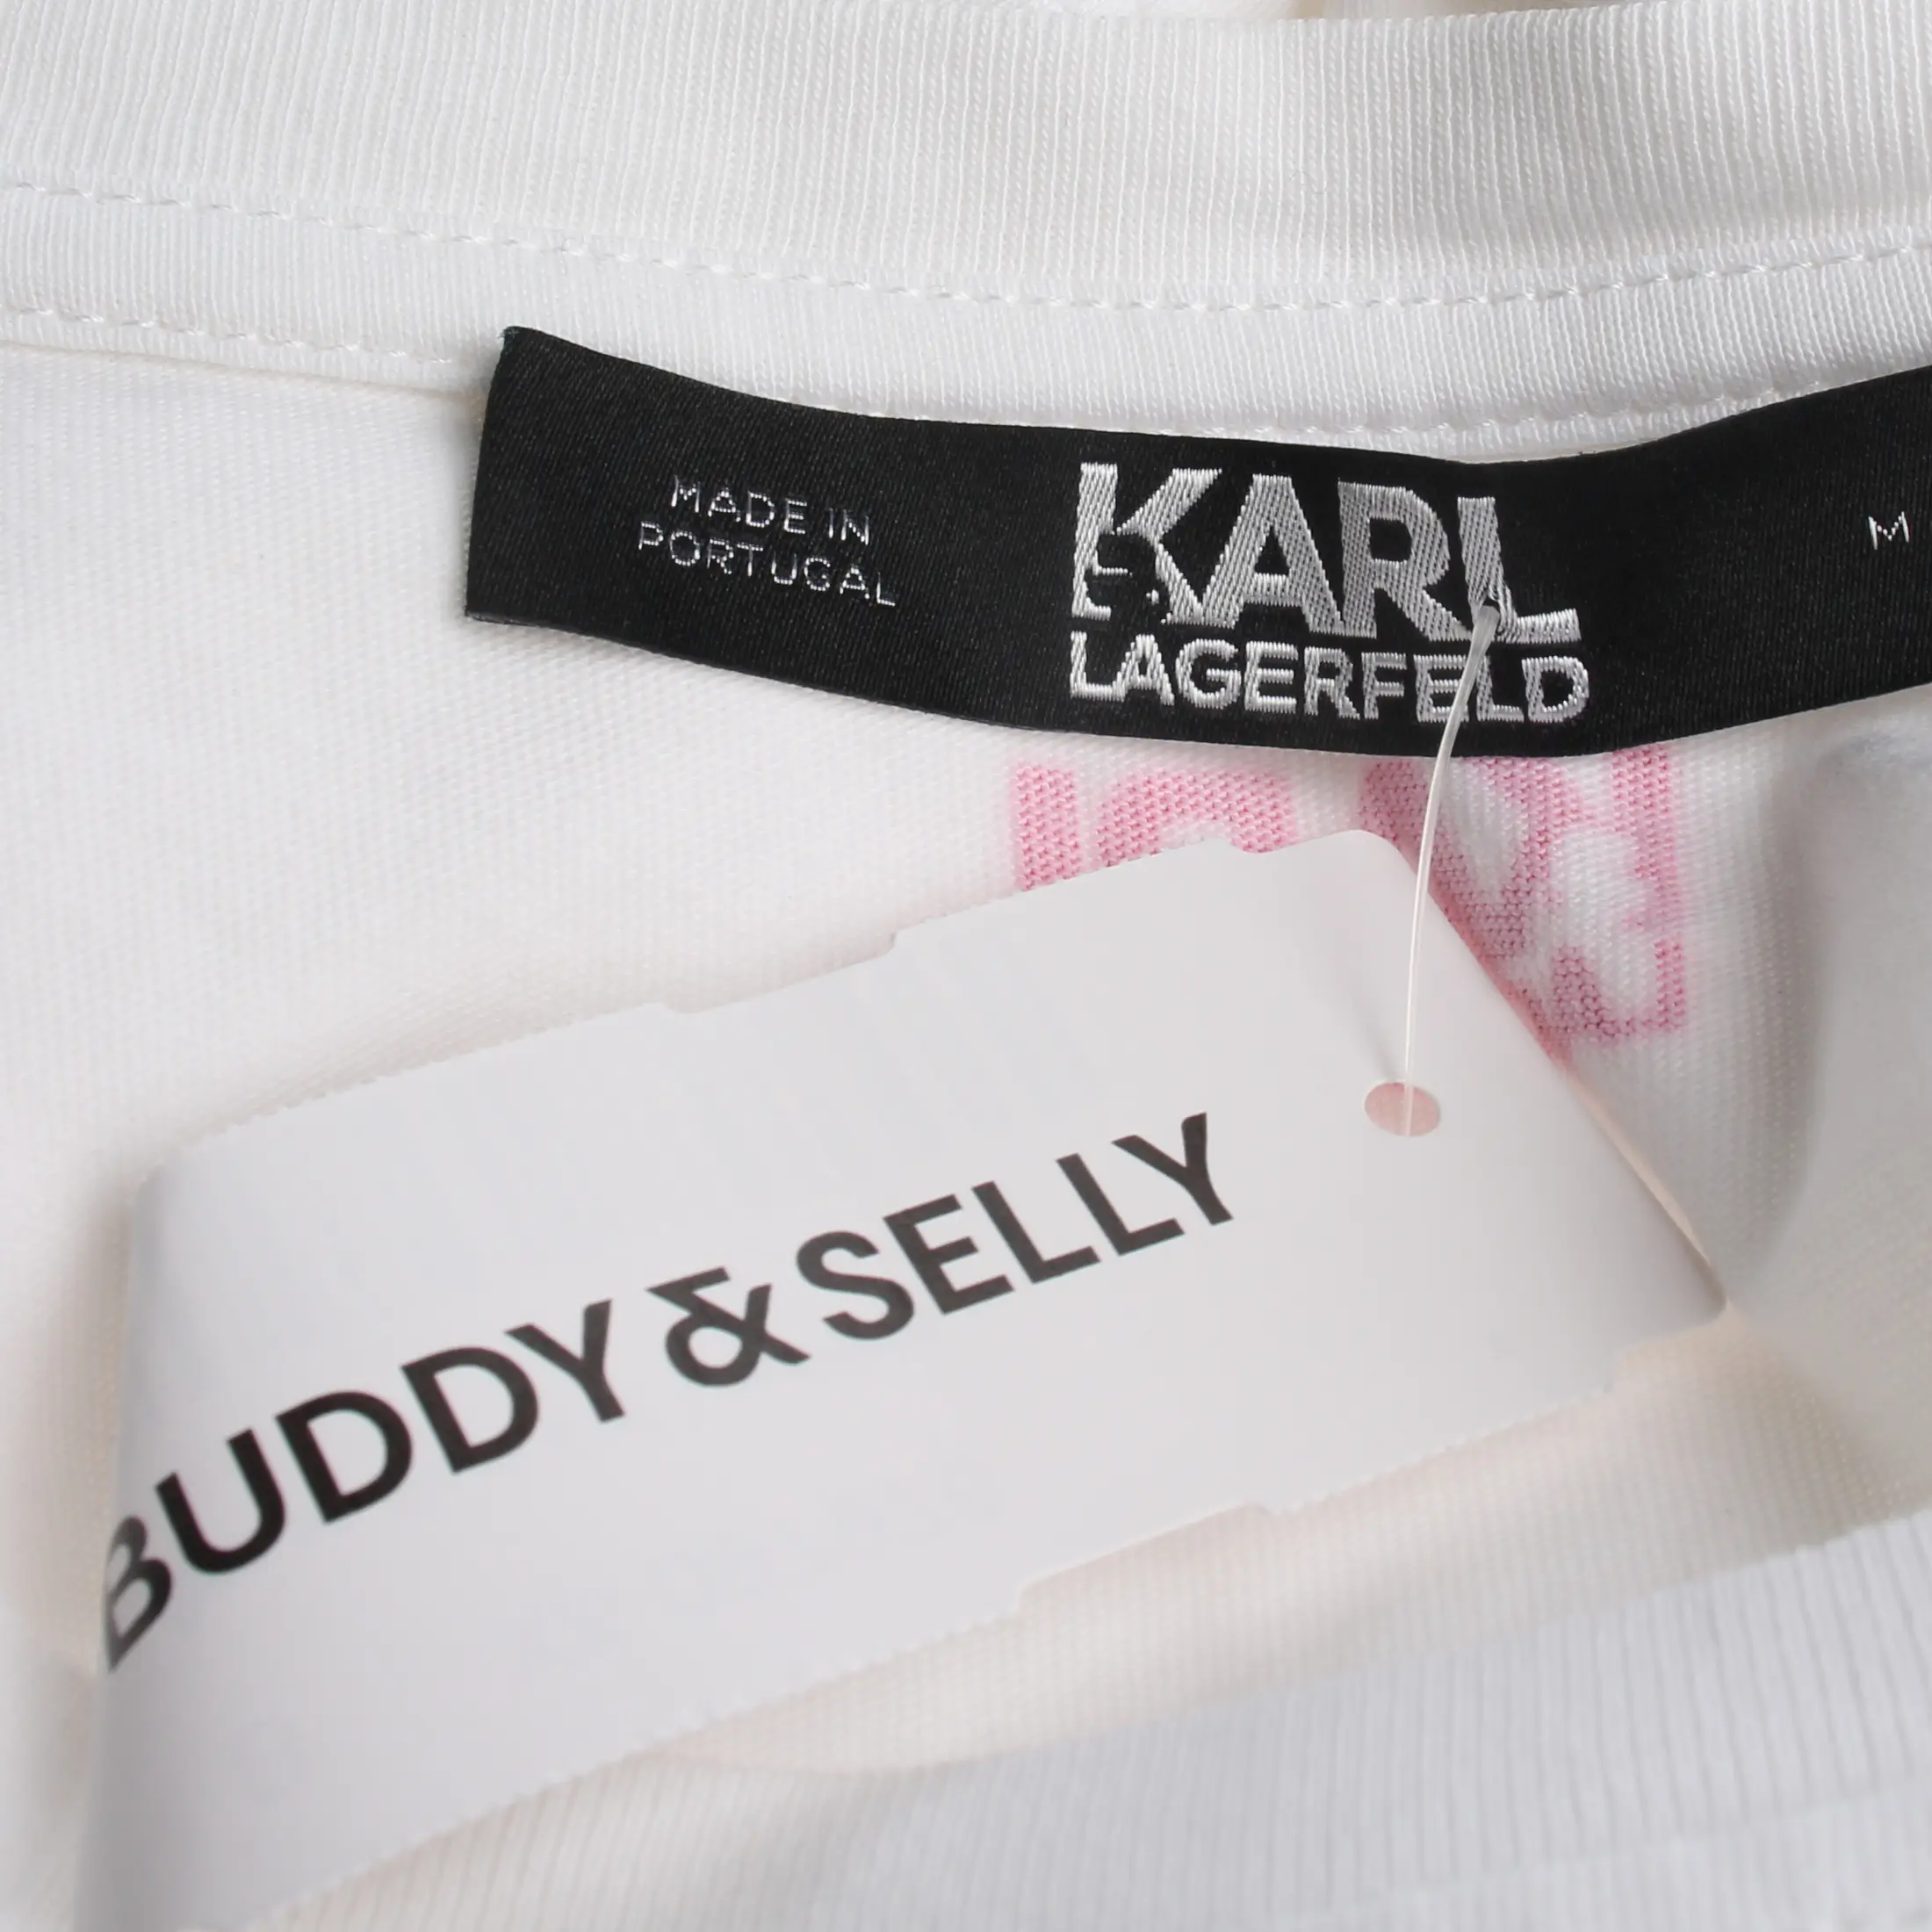 MADE IN
PORTUGAL
KARL
LAGERFELD
M
BUDDY & SELLY